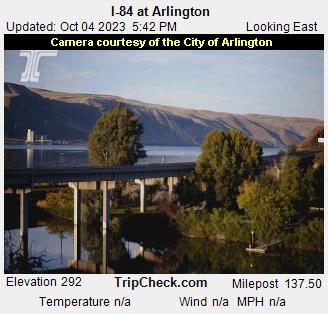 I-84 at Arlington
Updated: Oct 04 2023 5:42 PM Looking East
Camera courtesy of the City of Arlington
Elevation 292 TripCheck.com Milepost 137.50
Temperature n/a Wind n/a MPH n/a